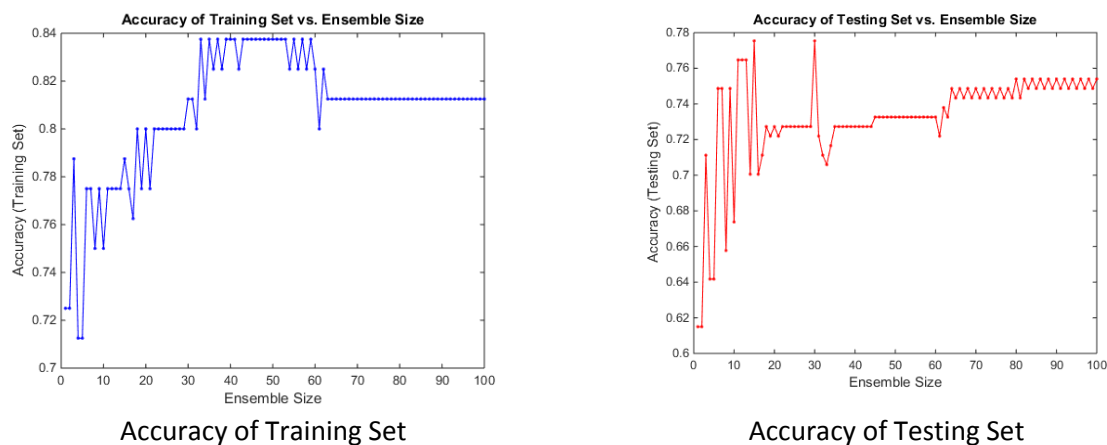 Accuracy of Training Set vs. Ensemble Size
0.84
0.82
0.8
0.78
0.76
0.74
0.72
0.7
Accuracy (Training Set)
0 10 20 30 40 50 60 70 80 90 100
Ensemble Size
Accuracy of Training Set
Accuracy of Testing Set vs. Ensemble Size
0.78
0.76
0.74
0.72
0.7
0.68
0.66
0.64
0.62
0.6
Accuracy (Testing Set)
0 10 20 30 40 50 60 70 80 90 100
Ensemble Size
Accuracy of Testing Set